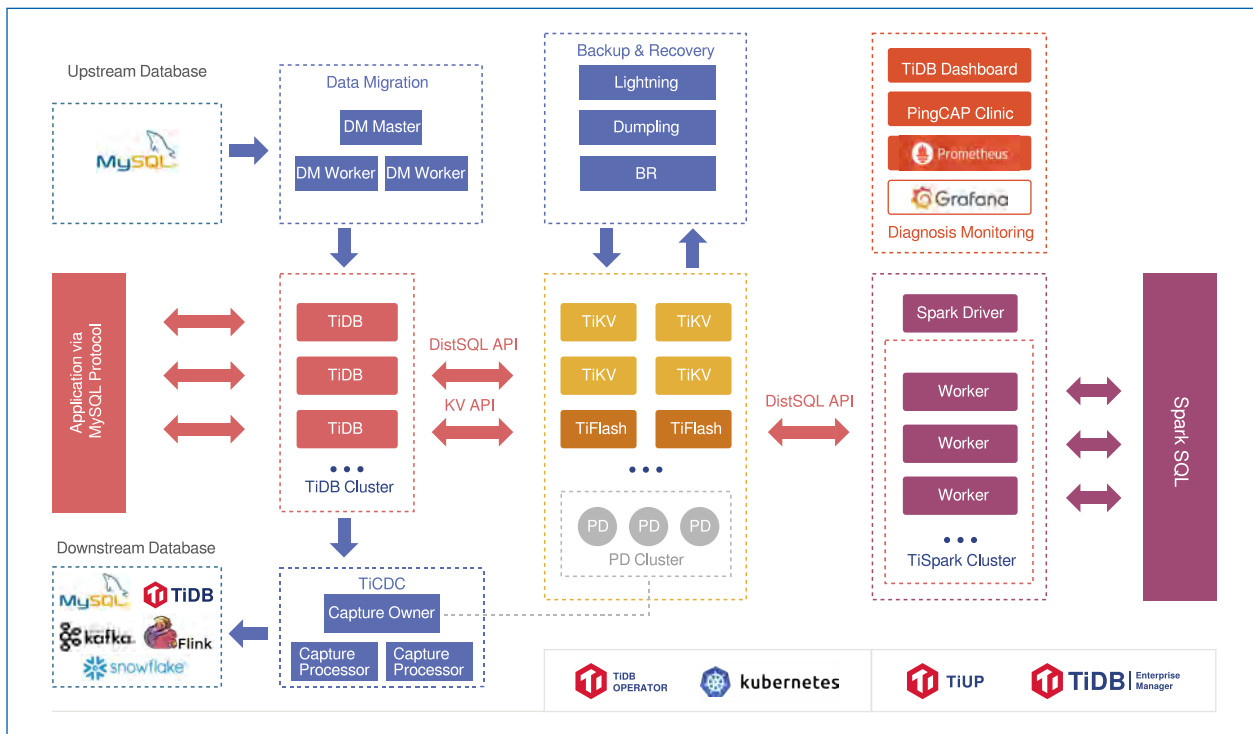 Upstream Database
MySQL
Data Migration
DM Master
DM Worker
DM Worker
Backup & Recovery
Lightning
Dumpling
BR
TiDB Dashboard
PingCAP Clinic
Prometheus
Grafana
Diagnosis Monitoring
Application via
MySQL Protocol
TiDB
TiDB
TiDB
TiDB Cluster
DistSQL API
KV API
TiKV
TiKV
TiKV
TiKV
TiFlash
TiFlash
PD
PD
PD
PD Cluster
DistSQL API
Spark Driver
Worker
Worker
Worker
TiSpark Cluster
Spark SQL
Downstream Database
MySQL
TiDB
kafka
Flink
snowflake
TiCDC
Capture Owner
Capture
Processor
Capture
Processor
TiDB
OPERATOR
kubernetes
TiUP
TiDB
Enterprise
Manager